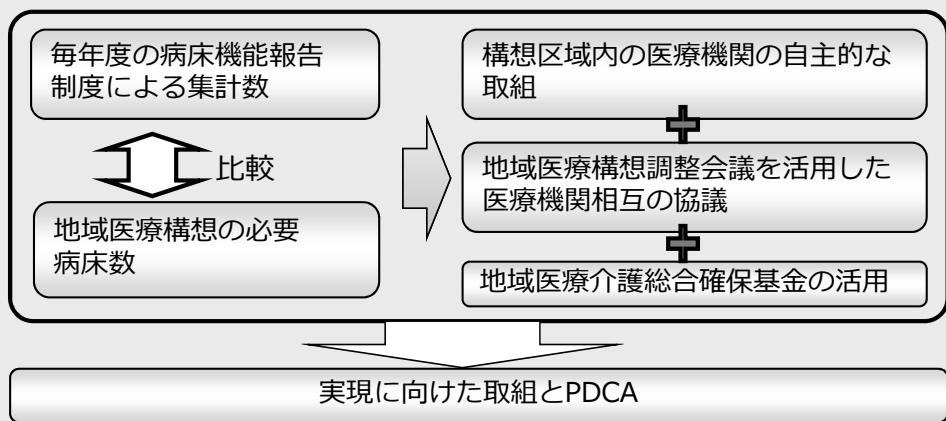 毎年度の病床機能報告
制度による集計数
比較
地域医療構想の必要
病床数
構想区域内の医療機関の自主的な
取組
地域医療構想調整会議を活用した
医療機関相互の協議
地域医療介護総合確保基金の活用
実現に向けた取組とPDCA